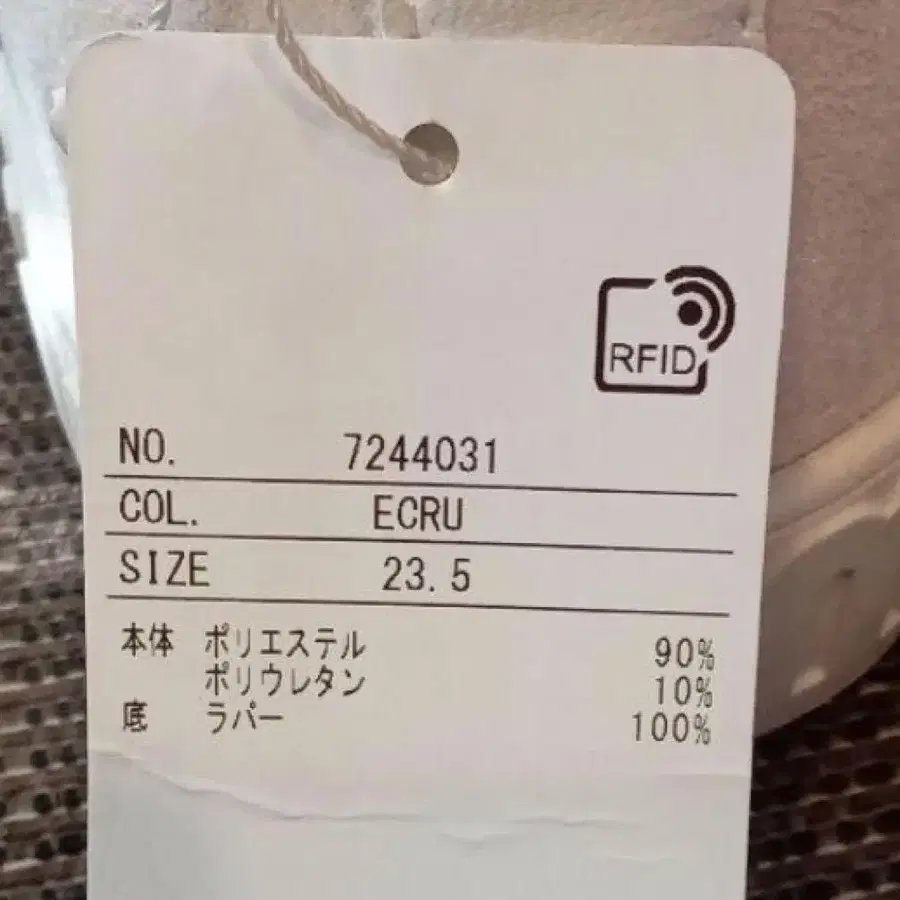 RFID
NO. 7244031
COL. ECRU
SIZE 23.5
本体 ポリエステル 90%
ポリウレタン 10%
底 ラバー 100%